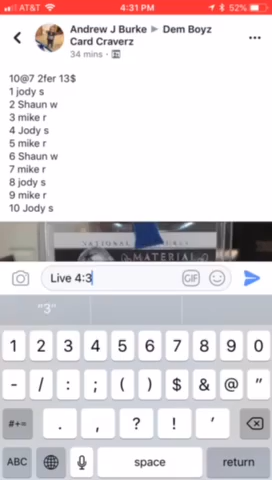 AT&T
4:31 PM
52%
Andrew J Burke ▶ Dem Boyz
Card Craverz
34 mins ·
10@7 2fer 13$
1 jody s
2 Shaun w
3 mike r
4 Jody s
5 mike r
6 Shaun w
7 mike r
8 jody s
9 mike r
10 Jody s
MATERIAL
Live 4:3
GIF
"3"
1 2 3 4 5 6 7 8 9 0
- / : ; ( ) $ & @ "
#+= . , ? ! '
ABC space return